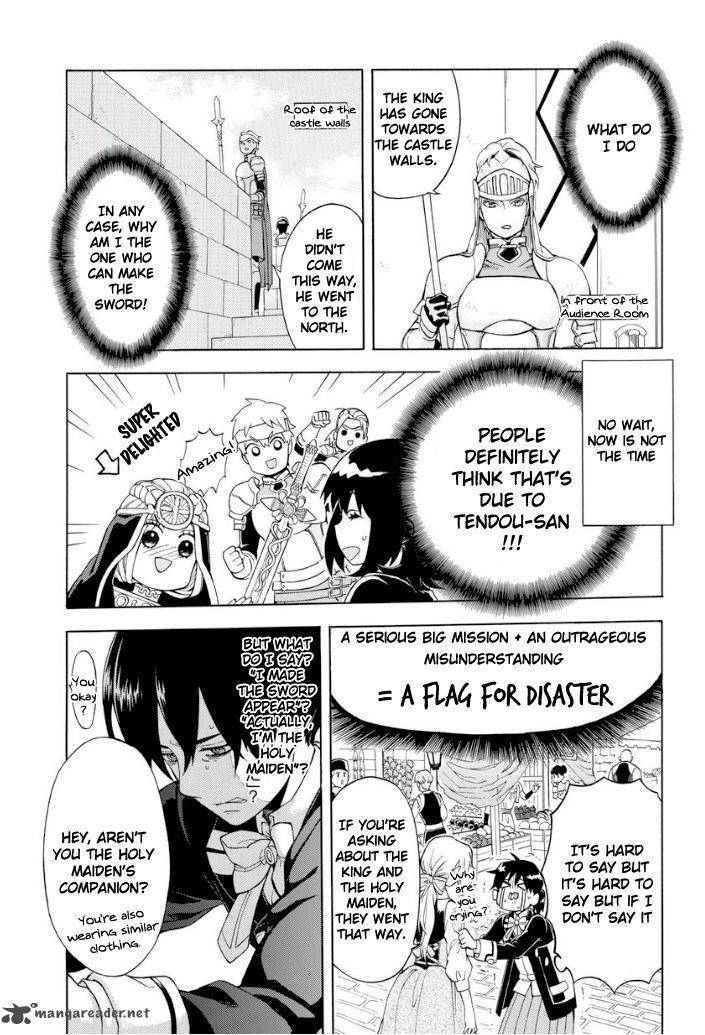 WHAT DO
I DO
THE KING
HAS GONE
TOWARDS
THE CASTLE
WALLS.
In front of the
Audience Room
Roof of the
castle walls
HE
DIDN'T
COME
THIS WAY,
HE WENT
TO THE
NORTH.
IN ANY
CASE, WHY
AM I THE
ONE WHO
CAN MAKE
THE
SWORD!
NO WAIT,
NOW IS NOT
THE TIME
PEOPLE
DEFINITELY
THINK THAT'S
DUE TO
TENDOU-SAN
!!!
Amazing!
SUPER
DELIGHTED
A SERIOUS BIG MISSION + AN OUTRAGEOUS
MISUNDERSTANDING
= A FLAG FOR DISASTER
IT'S HARD
TO SAY BUT
IT'S HARD TO
SAY BUT IF I
DON'T SAY IT
Why
are
you
crying?
IF YOU'RE
ASKING
ABOUT THE
KING AND
THE HOLY
MAIDEN,
THEY WENT
THAT WAY.
BUT WHAT
DO I SAY?
"I MADE
THE SWORD
APPEAR"?
"ACTUALLY,
I'M THE
HOLY
MAIDEN"?
?
You
okay
?
HEY, AREN'T
YOU THE HOLY
MAIDEN'S
COMPANION?
You're also
wearing similar
clothing.
mangareader.net